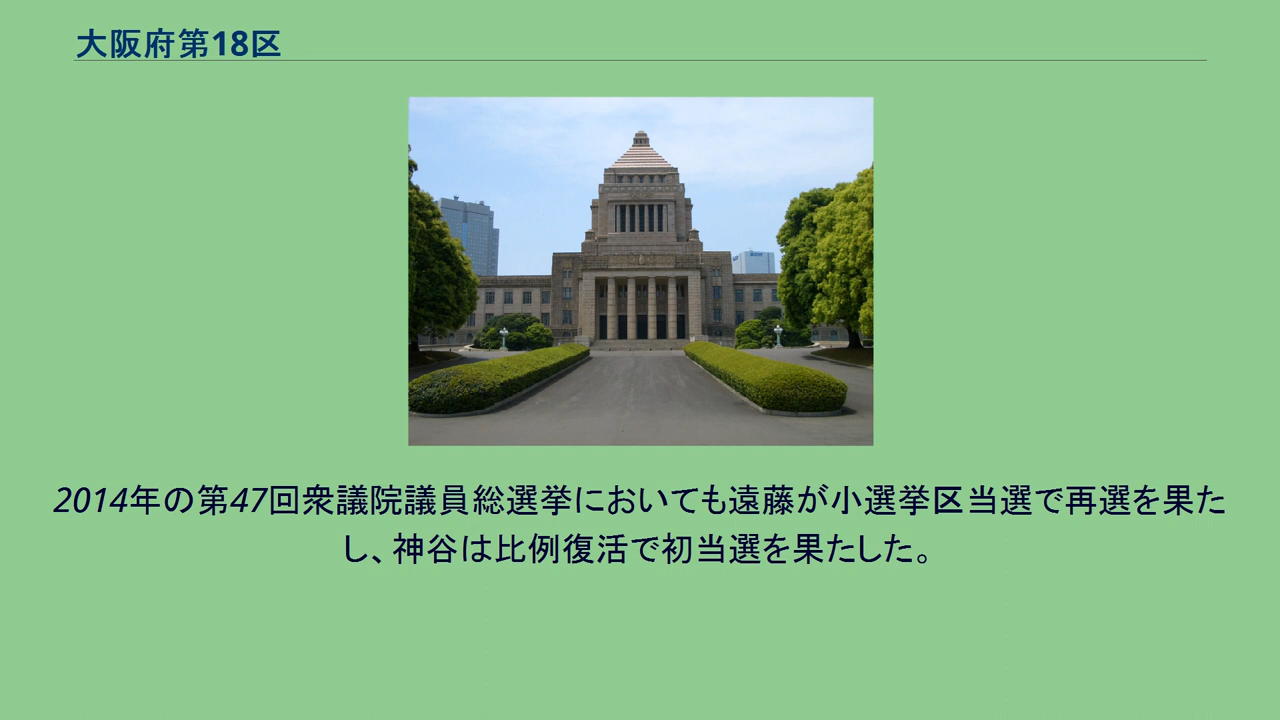 大阪府第18区
2014年の第47回衆議院議員総選挙においても遠藤が小選挙区当選で再選を果た
し、神谷は比例復活で初当選を果たした。